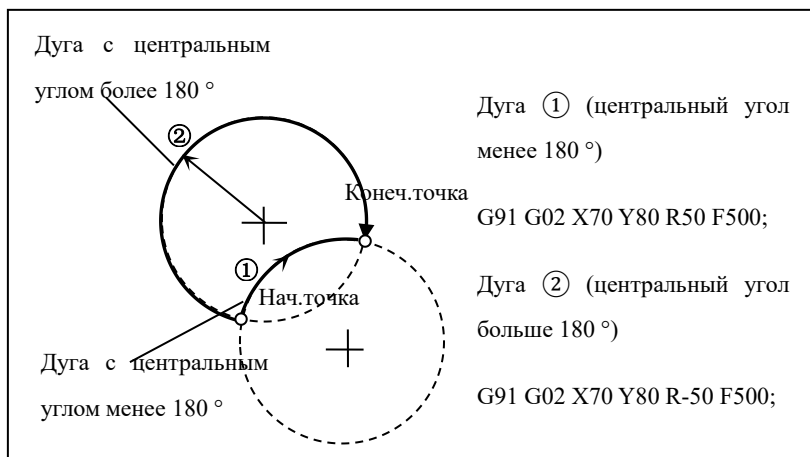 Дуга с центральным
углом более 180 °
②
Конеч.точка
①
Нач.точка
Дуга с центральным
углом менее 180 °
Дуга ① (центральный угол
менее 180 °)
G91 G02 X70 Y80 R50 F500;
Дуга ② (центральный угол
больше 180 °)
G91 G02 X70 Y80 R-50 F500;